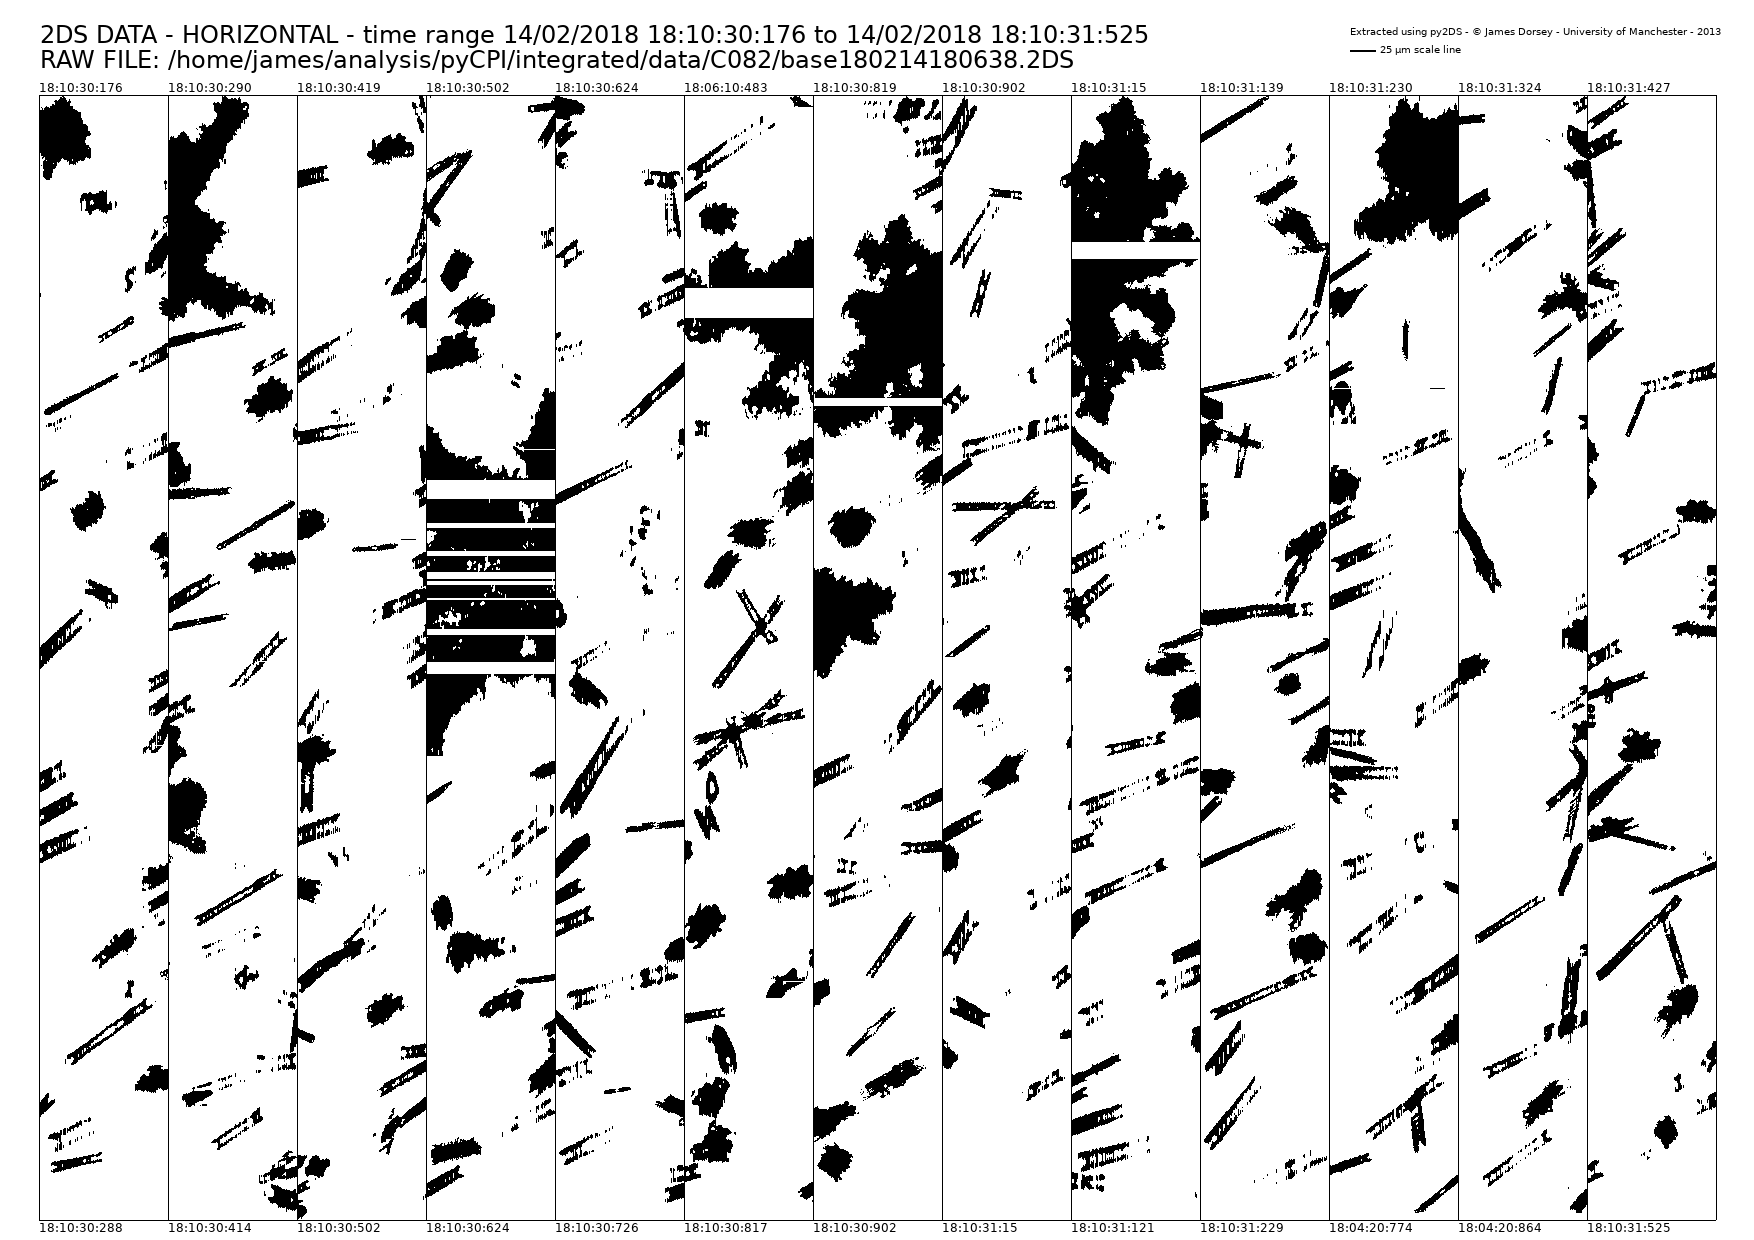 2DS DATA - HORIZONTAL - time range 14/02/2018 18:10:30:176 to 14/02/2018 18:10:31:525
RAW FILE: /home/james/analysis/pyCPI/integrated/data/C082/base180214180638.2DS
Extracted using py2DS - © James Dorsey - University of Manchester - 2013
25 µm scale line
18:10:30:176 18:10:30:290 18:10:30:419 18:10:30:502 18:10:30:624 18:06:10:483 18:10:30:819 18:10:30:902 18:10:31:15 18:10:31:139 18:10:31:230 18:10:31:324 18:10:31:427
18:10:30:288 18:10:30:414 18:10:30:502 18:10:30:624 18:10:30:726 18:10:30:817 18:10:30:902 18:10:31:15 18:10:31:121 18:10:31:229 18:04:20:774 18:04:20:864 18:10:31:525